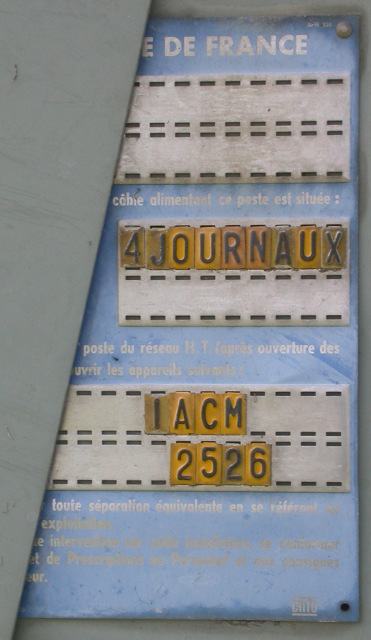 E DE FRANCE
câble alimentant ce poste est située :
4JOURNAUX
poste du réseau H.T. (après ouverture des
uvrir les appareils suivants :
1ACM
2526
toute séparation équivalente en se référant
exploitation.
intervention sur cette installation, se conformer
et de Prescriptions au Personnel et aux consignes
eur.